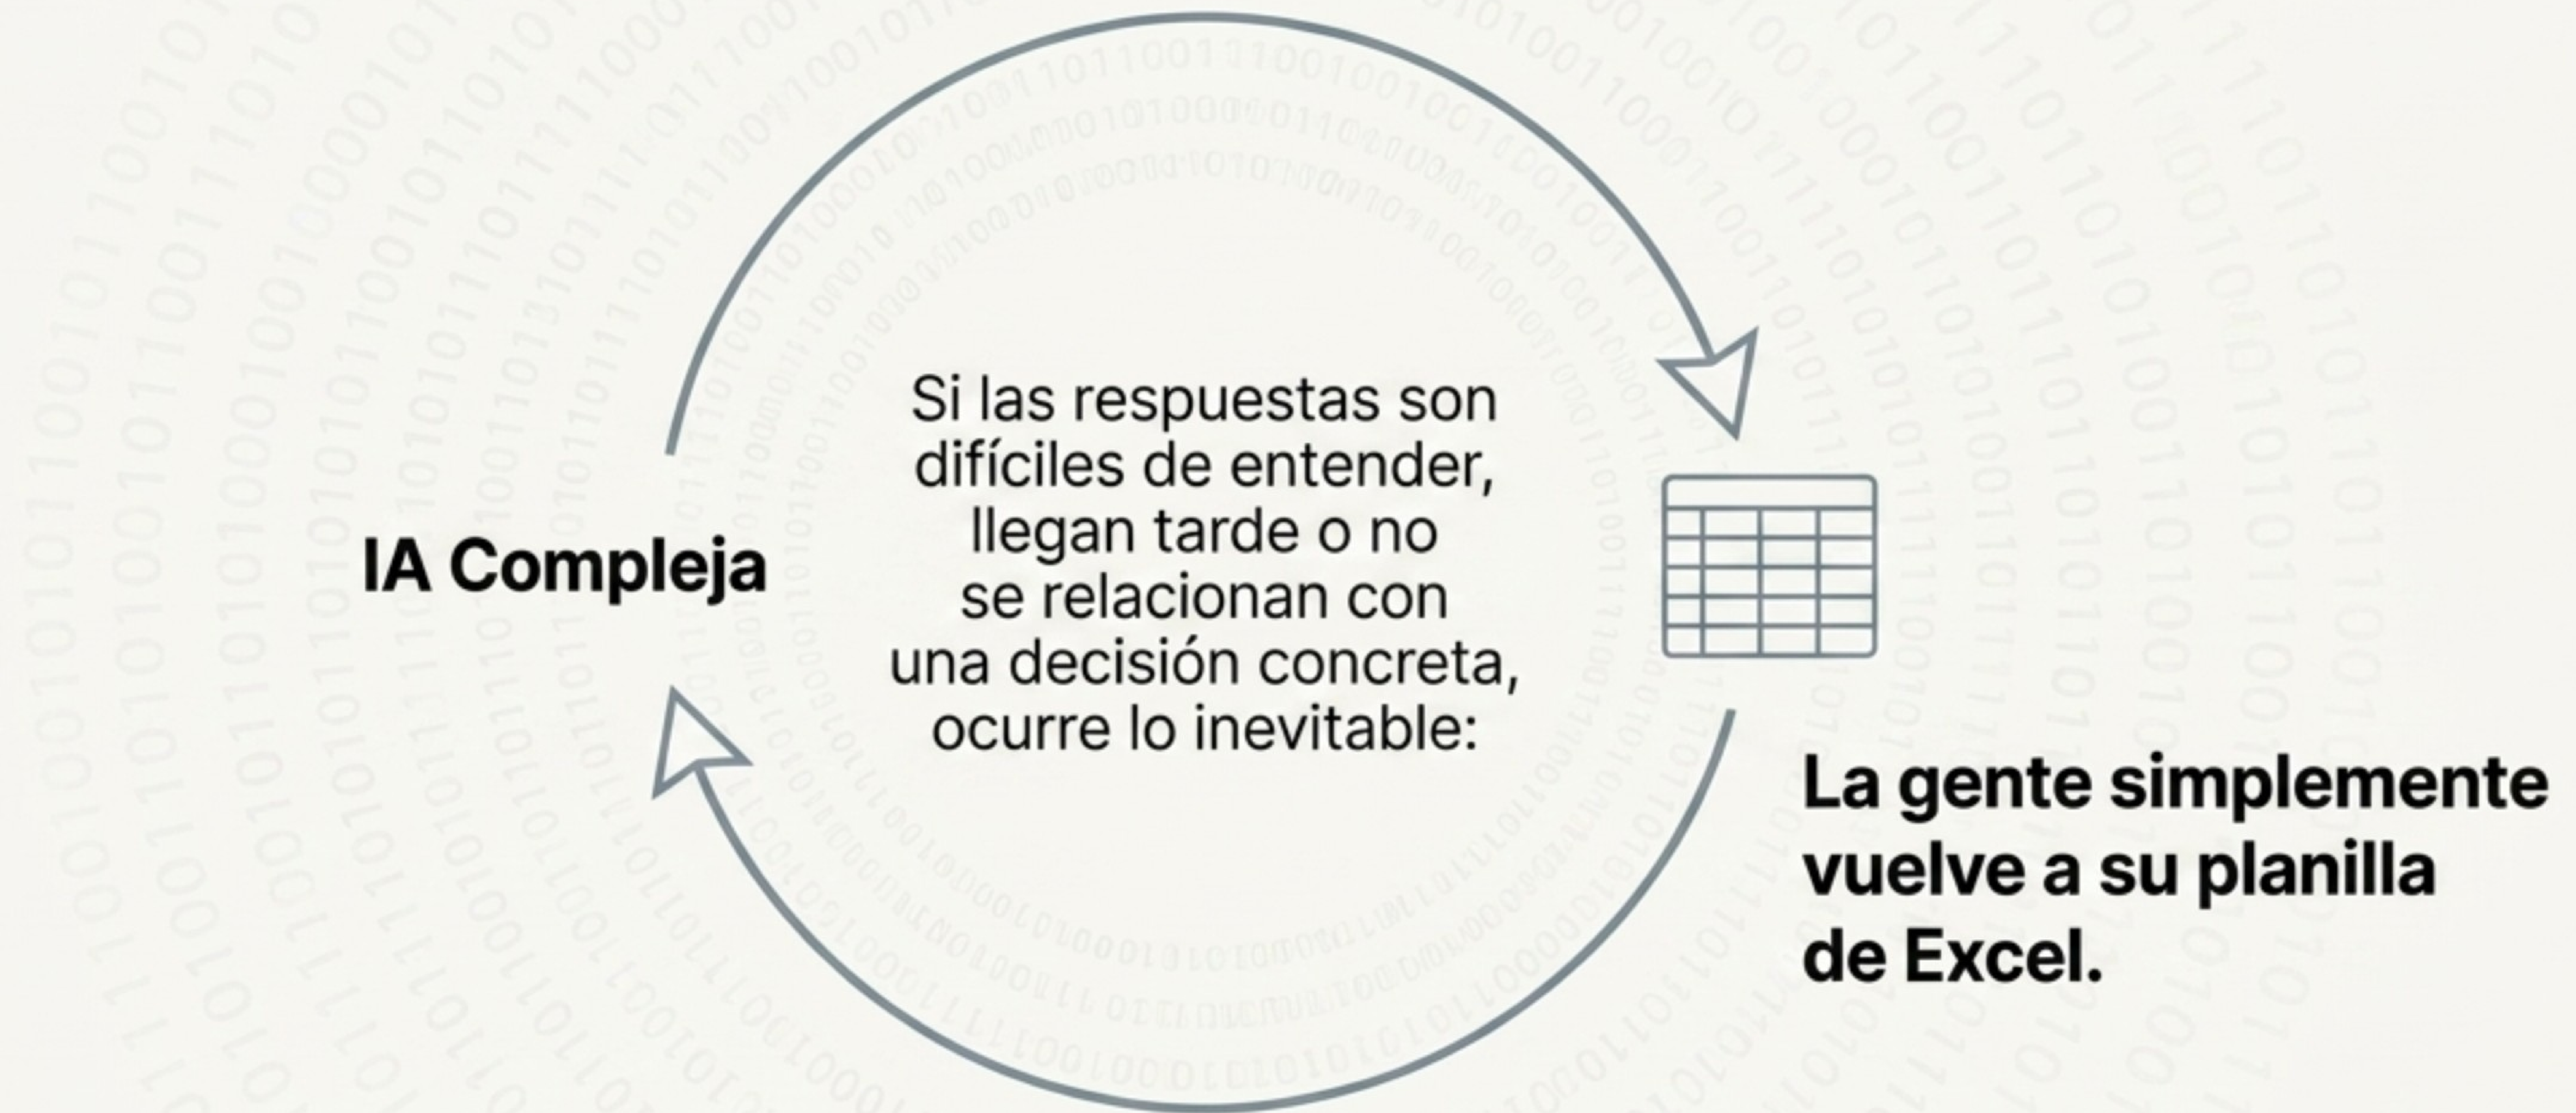 Si las respuestas son
difíciles de entender,
llegan tarde o no
se relacionan con
una decisión concreta,
ocurre lo inevitable:
IA Compleja
La gente simplemente
vuelve a su planilla
de Excel.